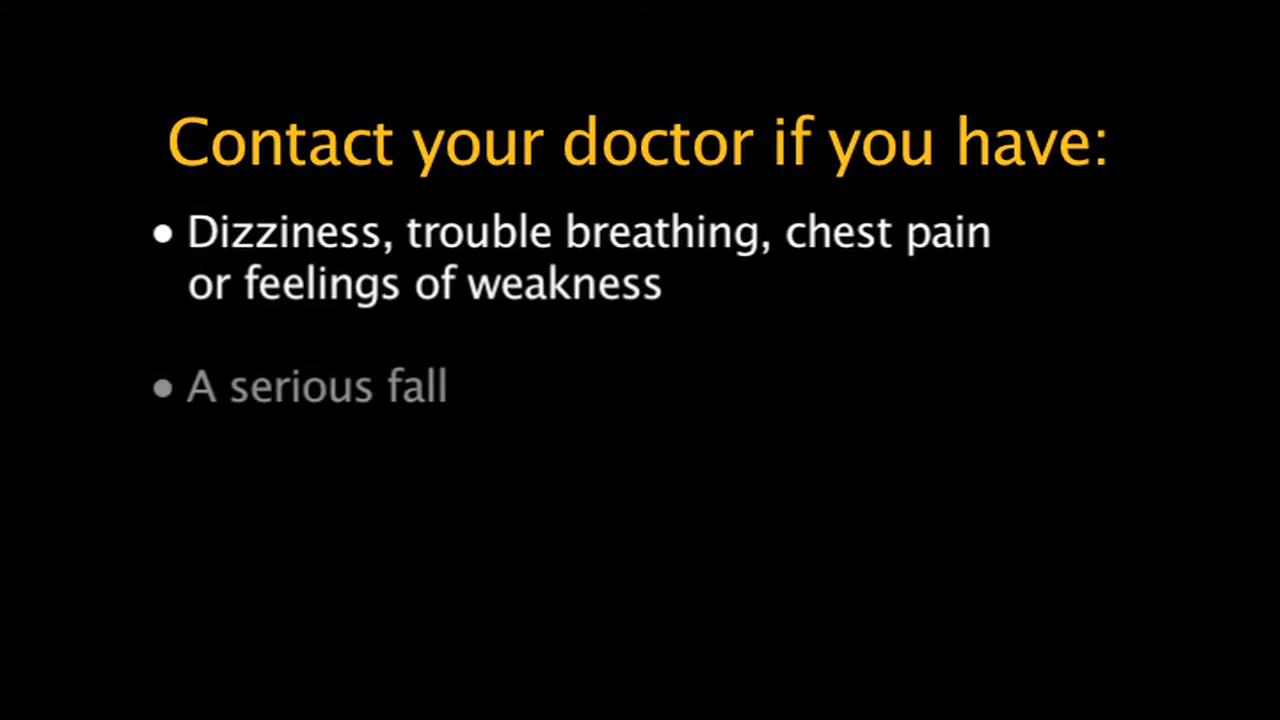 Contact your doctor if you have:
• Dizziness, trouble breathing, chest pain
or feelings of weakness
• A serious fall